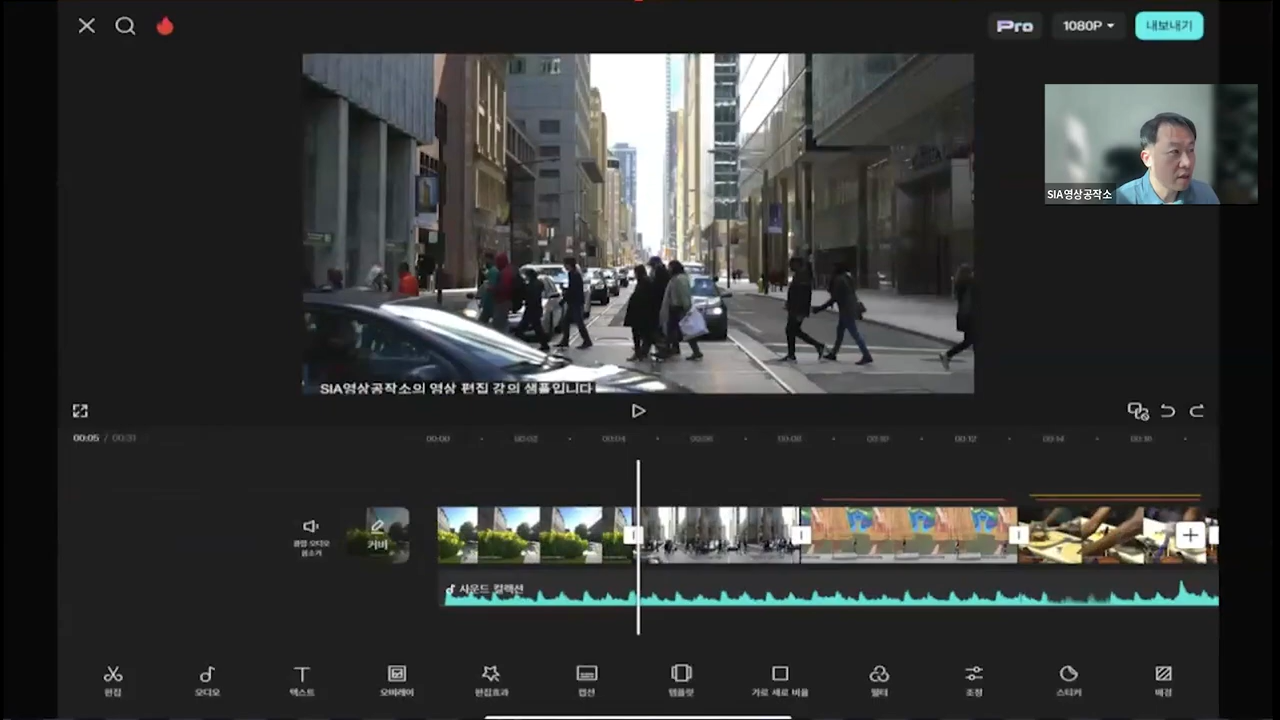 Pro
1080P
내보내기
SIA영상공작소
SIA영상공작소의 영상 편집 강의 샘플입니다
00:05 / 00:31
00:00
00:02
00:04
00:06
00:08
00:10
00:12
00:14
00:16
커버
사운드 컬렉션
편집
오디오
텍스트
오버레이
편집효과
캡션
템플릿
가로 세로 비율
필터
조정
스티커
배경